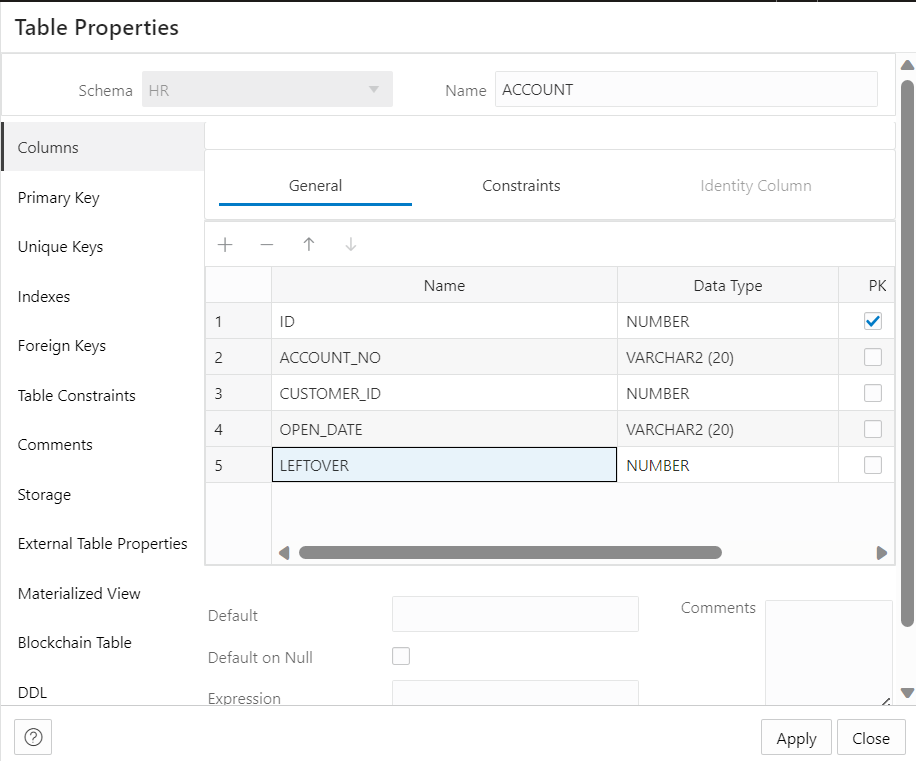 Table Properties
Schema HR Name ACCOUNT
Columns
Primary Key
Unique Keys
Indexes
Foreign Keys
Table Constraints
Comments
Storage
External Table Properties
Materialized View
Blockchain Table
DDL
General Constraints Identity Column
Name Data Type PK
1 ID NUMBER
2 ACCOUNT_NO VARCHAR2 (20)
3 CUSTOMER_ID NUMBER
4 OPEN_DATE VARCHAR2 (20)
5 LEFTOVER NUMBER
Default
Comments
Default on Null
Expression
? Apply Close